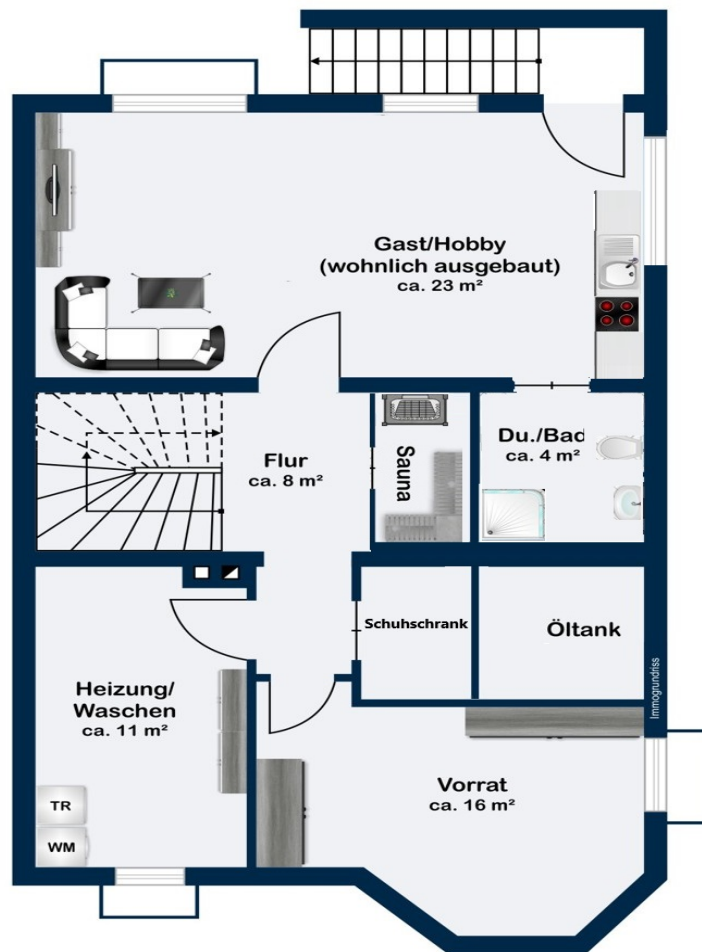 Gast/Hobby
(wohnlich ausgebaut)
ca. 23 m²
Flur
ca. 8 m²
Sauna
Du./Bad
ca. 4 m²
Schuhschrank
Öltank
Immogrundriss
Heizung/
Waschen
ca. 11 m²
TR
WM
Vorrat
ca. 16 m²